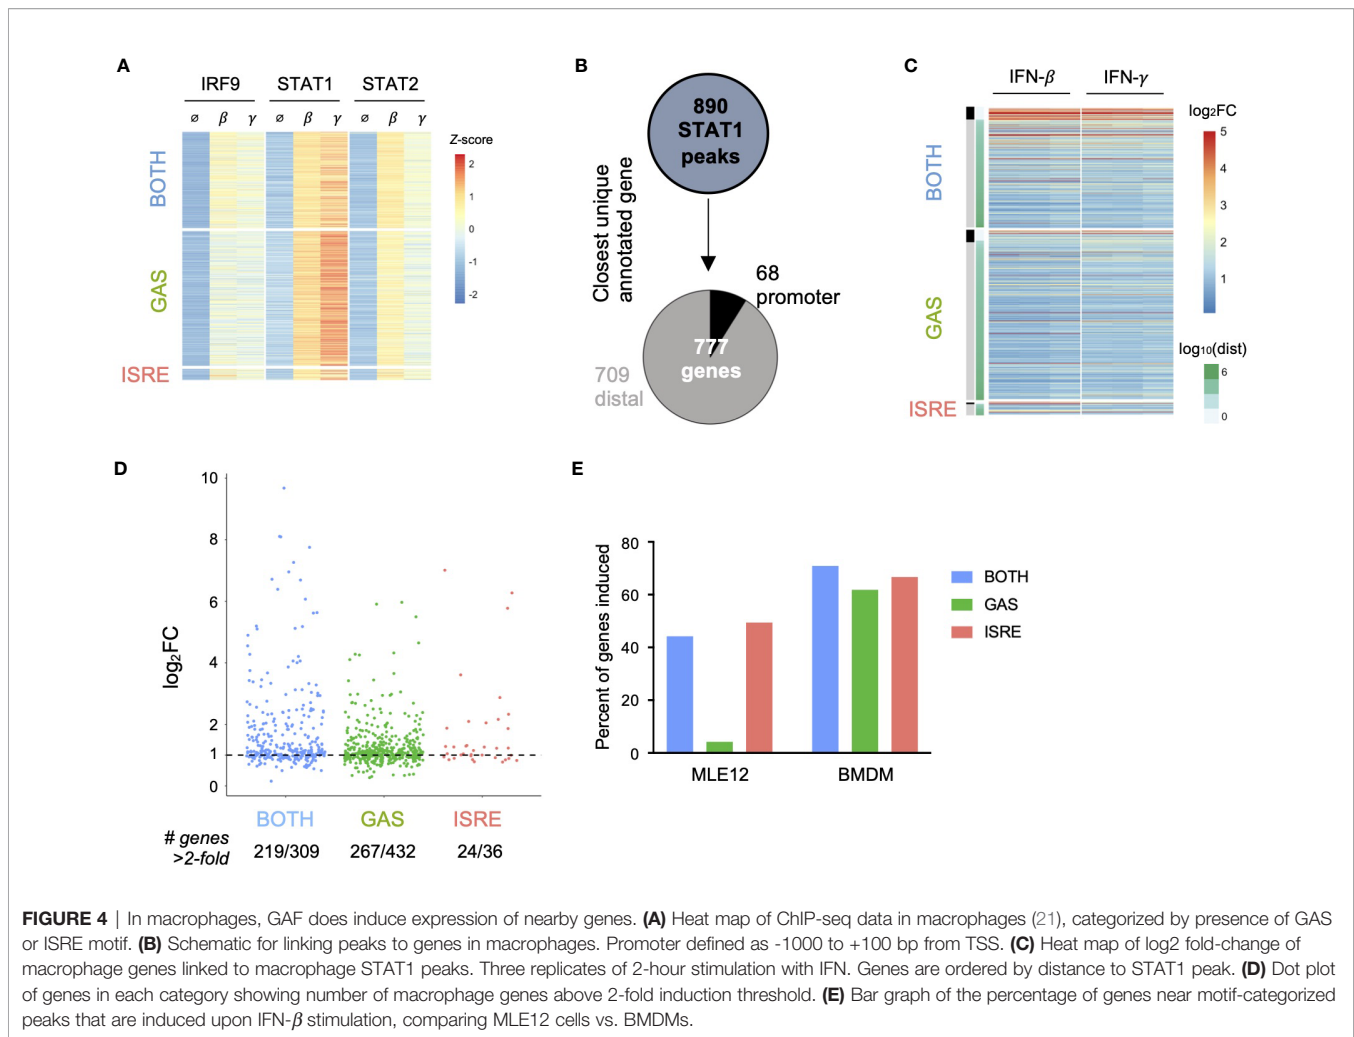 A
IRF9 STAT1 STAT2
ø β γ ø β γ ø β γ
BOTH
GAS
ISRE
Z-score
2
1
0
-1
-2
B
890
STAT1
peaks
Closest unique
annotated gene
68
promoter
777
genes
709
distal
C
IFN-β IFN-γ
BOTH
GAS
ISRE
log₂FC
5
4
3
2
1
log₁₀(dist)
6
0
D
log₂FC
10
8
6
4
2
1
0
BOTH GAS ISRE
# genes
>2-fold
219/309 267/432 24/36
E
Percent of genes induced
80
60
40
20
0
MLE12 BMDM
BOTH
GAS
ISRE
FIGURE 4 | In macrophages, GAF does induce expression of nearby genes. (A) Heat map of ChIP-seq data in macrophages (21), categorized by presence of GAS
or ISRE motif. (B) Schematic for linking peaks to genes in macrophages. Promoter defined as -1000 to +100 bp from TSS. (C) Heat map of log2 fold-change of
macrophage genes linked to macrophage STAT1 peaks. Three replicates of 2-hour stimulation with IFN. Genes are ordered by distance to STAT1 peak. (D) Dot plot
of genes in each category showing number of macrophage genes above 2-fold induction threshold. (E) Bar graph of the percentage of genes near motif-categorized
peaks that are induced upon IFN-β stimulation, comparing MLE12 cells vs. BMDMs.